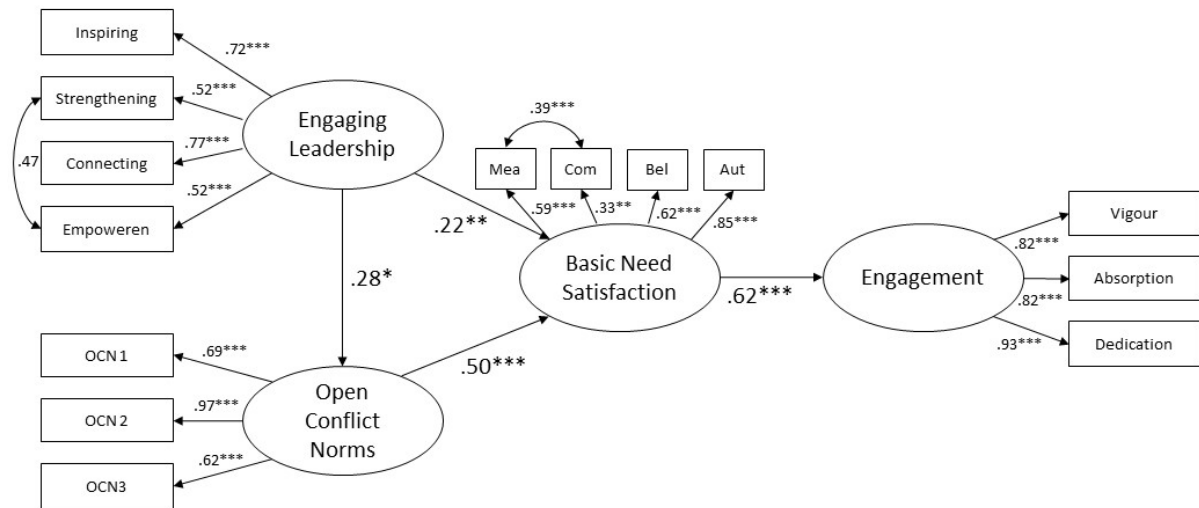 Inspiring
.72***
Strengthening
.52***
Engaging
Leadership
.39***
.47
Connecting
.77***
Mea
Com
Bel
Aut
.52***
Empoweren
.59***
.33**
.62***
.85***
Vigour
.22**
.82***
Basic Need
Satisfaction
Engagement
Absorption
.28*
.62***
.82***
OCN 1
.69***
.93***
Dedication
.50***
Open
Conflict
Norms
OCN 2
.97***
OCN3
.62***